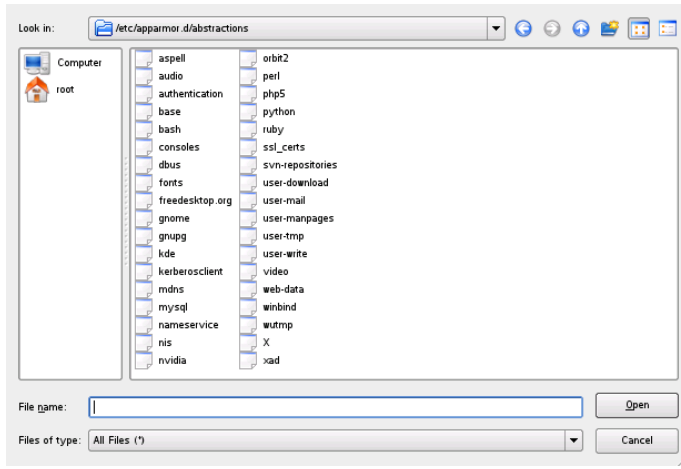 Look in: /etc/apparmor.d/abstractions
Computer
root
aspell
audio
authentication
base
bash
consoles
dbus
fonts
freedesktop.org
gnome
gnupg
kde
kerberosclient
mdns
mysql
nameservice
nis
nvidia
orbit2
perl
php5
python
ruby
ssl_certs
svn-repositories
user-download
user-mail
user-manpages
user-tmp
user-write
video
web-data
winbind
wutmp
X
xad
File name:
Open
Files of type: All Files (*)
Cancel